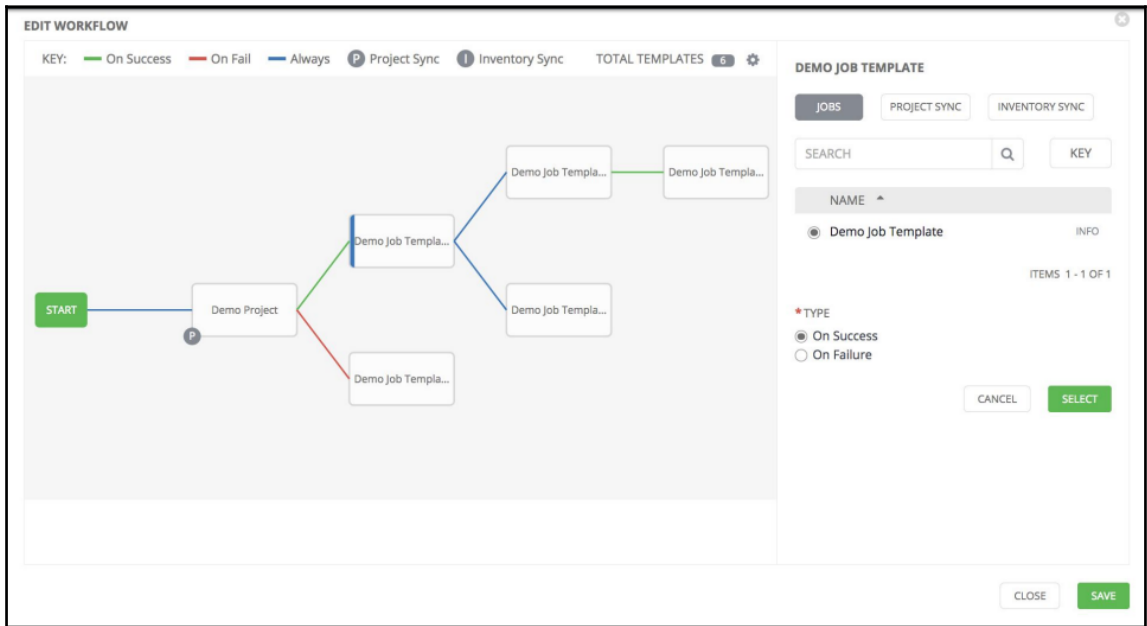 EDIT WORKFLOW
KEY: On Success On Fail Always P Project Sync I Inventory Sync TOTAL TEMPLATES 6
START
Demo Project
P
Demo Job Templa...
Demo Job Templa...
Demo Job Templa...
Demo Job Templa...
Demo Job Templa...
DEMO JOB TEMPLATE
JOBS PROJECT SYNC INVENTORY SYNC
SEARCH KEY
NAME
Demo Job Template INFO
ITEMS 1 - 1 OF 1
* TYPE
On Success
On Failure
CANCEL SELECT
CLOSE SAVE